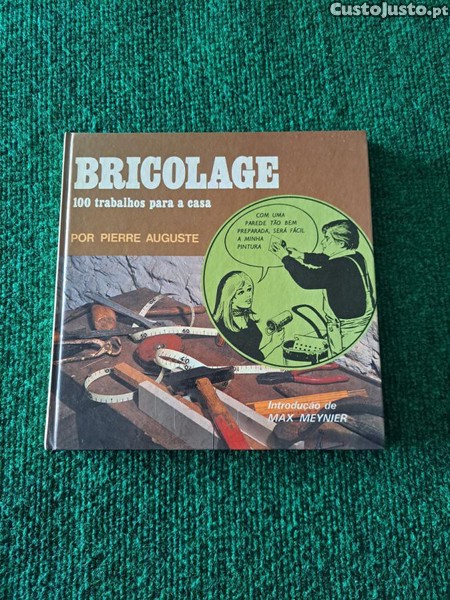 CustoJusto.pt
BRICOLAGE
100 trabalhos para a casa
POR PIERRE AUGUSTE
COM UMA
PAREDE TÃO BEM
PREPARADA, SERÁ FÁCIL
A MINHA
PINTURA
Introdução de
MAX MEYNIER